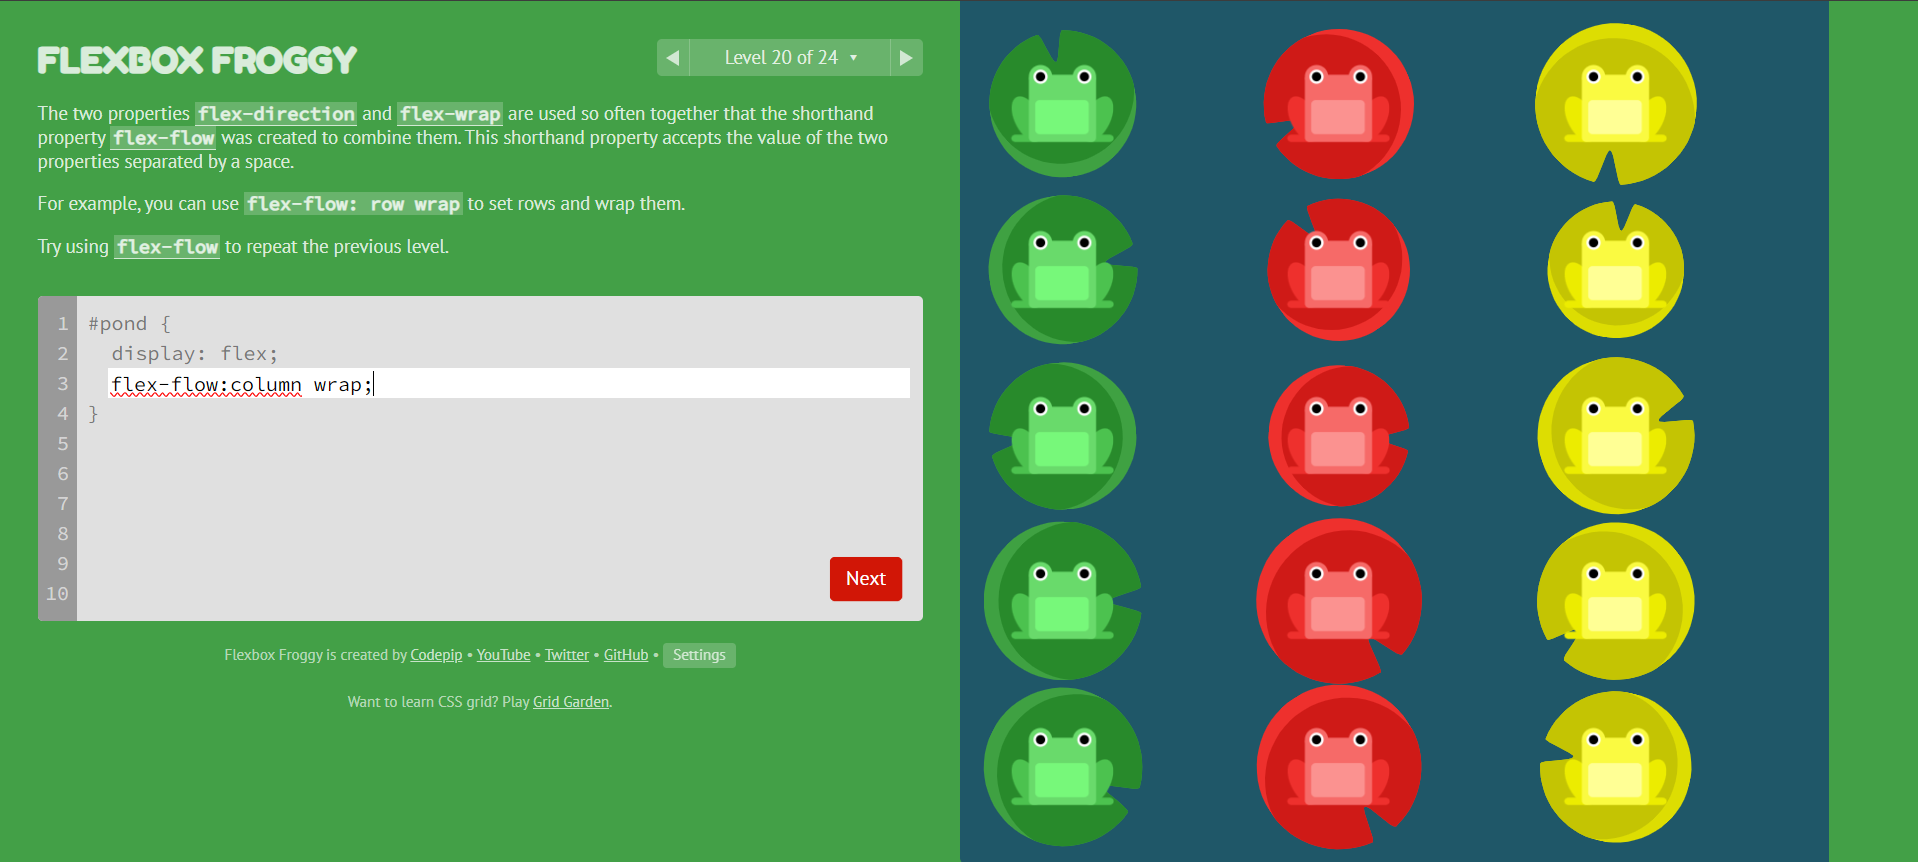 FLEXBOX FROGGY
◀ Level 20 of 24 ▾ ▶
The two properties flex-direction and flex-wrap are used so often together that the shorthand
property flex-flow was created to combine them. This shorthand property accepts the value of the two
properties separated by a space.
For example, you can use flex-flow: row wrap to set rows and wrap them.
Try using flex-flow to repeat the previous level.
1 #pond {
2 display: flex;
3 flex-flow:column wrap;
4 }
5
6
7
8
9
10
Next
Flexbox Froggy is created by Codepip • YouTube • Twitter • GitHub • Settings
Want to learn CSS grid? Play Grid Garden.